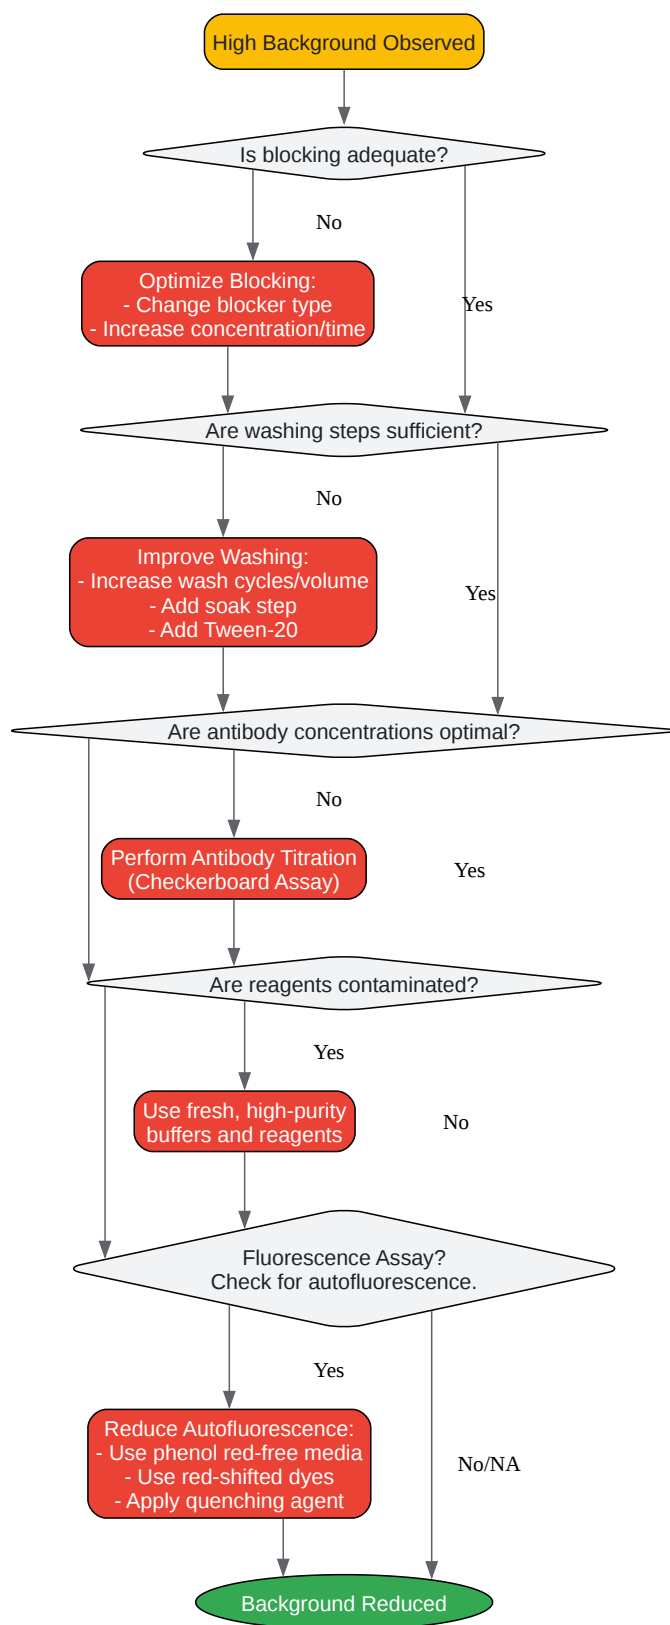 High Background Observed
Is blocking adequate?
No
Optimize Blocking:
- Change blocker type
- Increase concentration/time
Yes
Are washing steps sufficient?
No
Improve Washing:
- Increase wash cycles/volume
- Add soak step
- Add Tween-20
Yes
Are antibody concentrations optimal?
No
Perform Antibody Titration
(Checkerboard Assay)
Yes
Are reagents contaminated?
Yes
Use fresh, high-purity
buffers and reagents
No
Fluorescence Assay?
Check for autofluorescence.
Yes
Reduce Autofluorescence:
- Use phenol red-free media
- Use red-shifted dyes
- Apply quenching agent
No/NA
Background Reduced